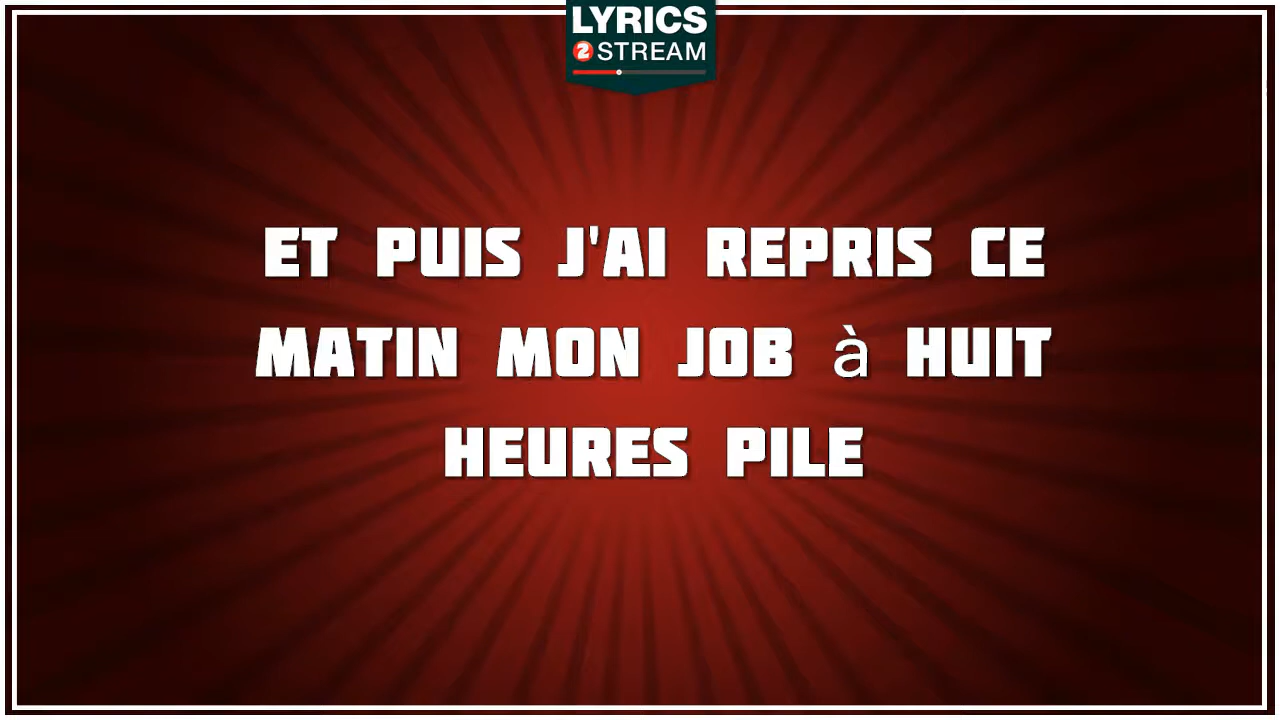 LYRICS
2 STREAM
ET PUIS J'AI REPRIS CE
MATIN MON JOB à HUIT
HEURES PILE